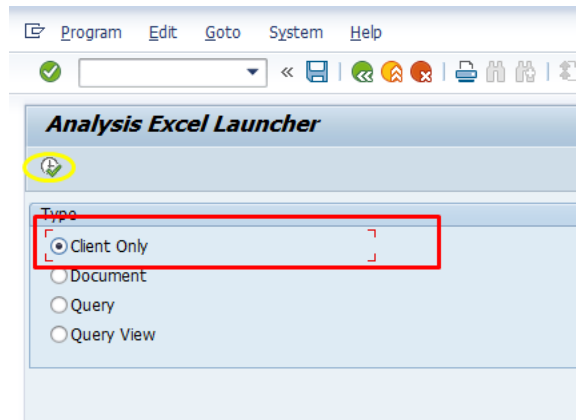 Program Edit Goto System Help
Analysis Excel Launcher
Type
Client Only
Document
Query
Query View